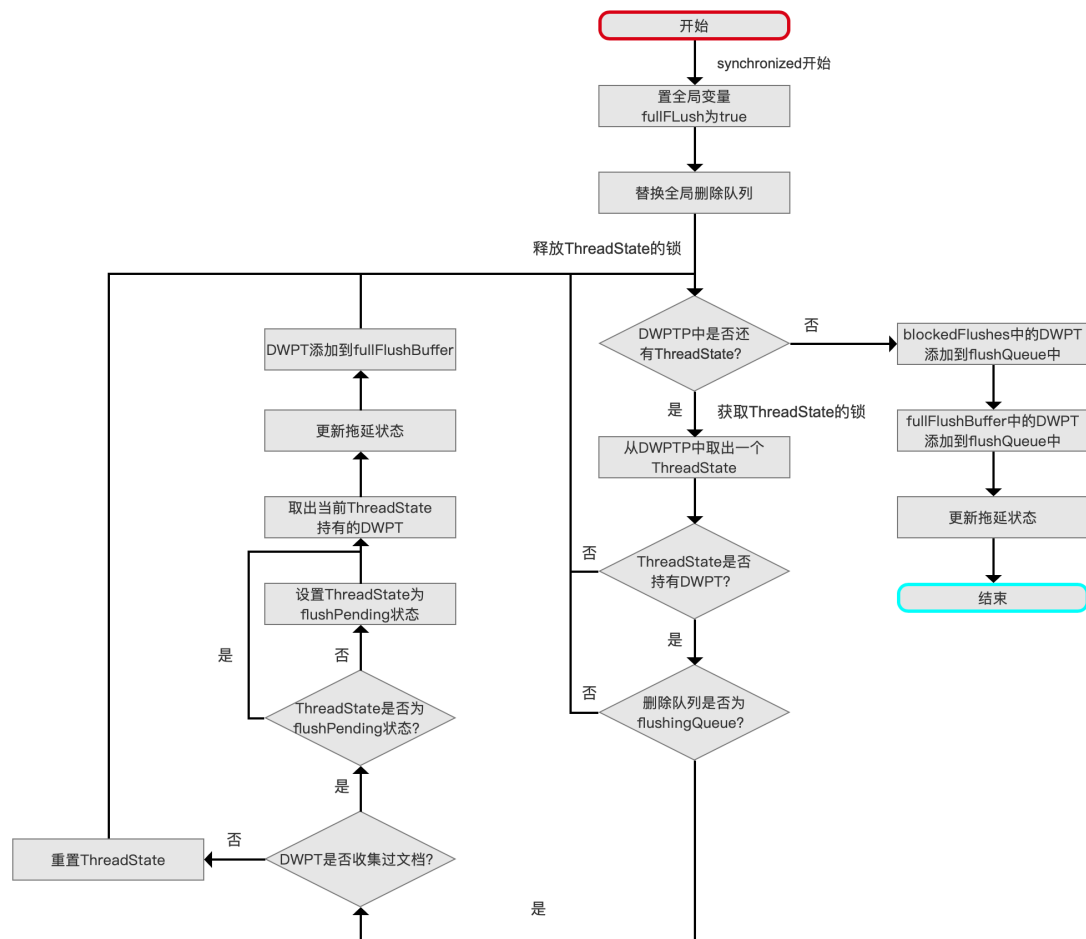 开始
synchronized开始
置全局变量
fullFLush为true
替换全局删除队列
释放ThreadState的锁
DWPTP中是否还
有ThreadState?
否
blockedFlushes中的DWPT
添加到flushQueue中
是
获取ThreadState的锁
fullFlushBuffer中的DWPT
添加到flushQueue中
从DWPTP中取出一个
ThreadState
更新拖延状态
结束
ThreadState是否
持有DWPT?
否
是
删除队列是否为
flushingQueue?
否
是
DWPT是否收集过文档?
否
重置ThreadState
是
ThreadState是否为
flushPending状态?
是
否
设置ThreadState为
flushPending状态
取出当前ThreadState
持有的DWPT
更新拖延状态
DWPT添加到fullFlushBuffer